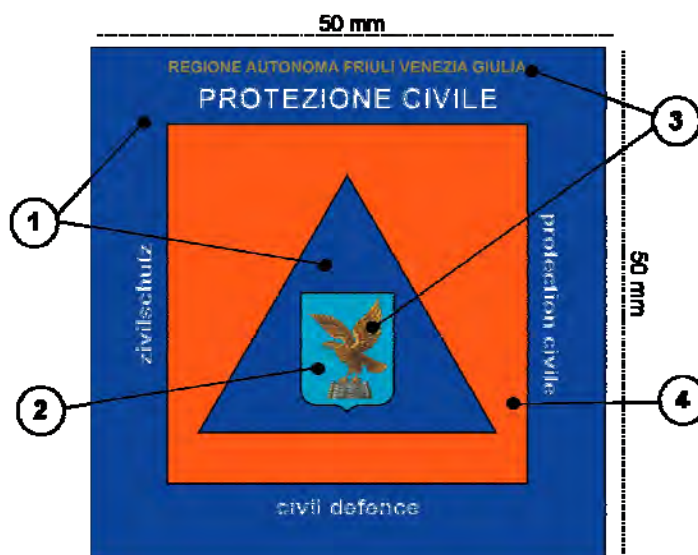 50 mm
REGIONE AUTONOMA FRIULI VENEZIA GIULIA
PROTEZIONE CIVILE
3
1
zivilschutz
protection civile
50 mm
2
4
civil defence